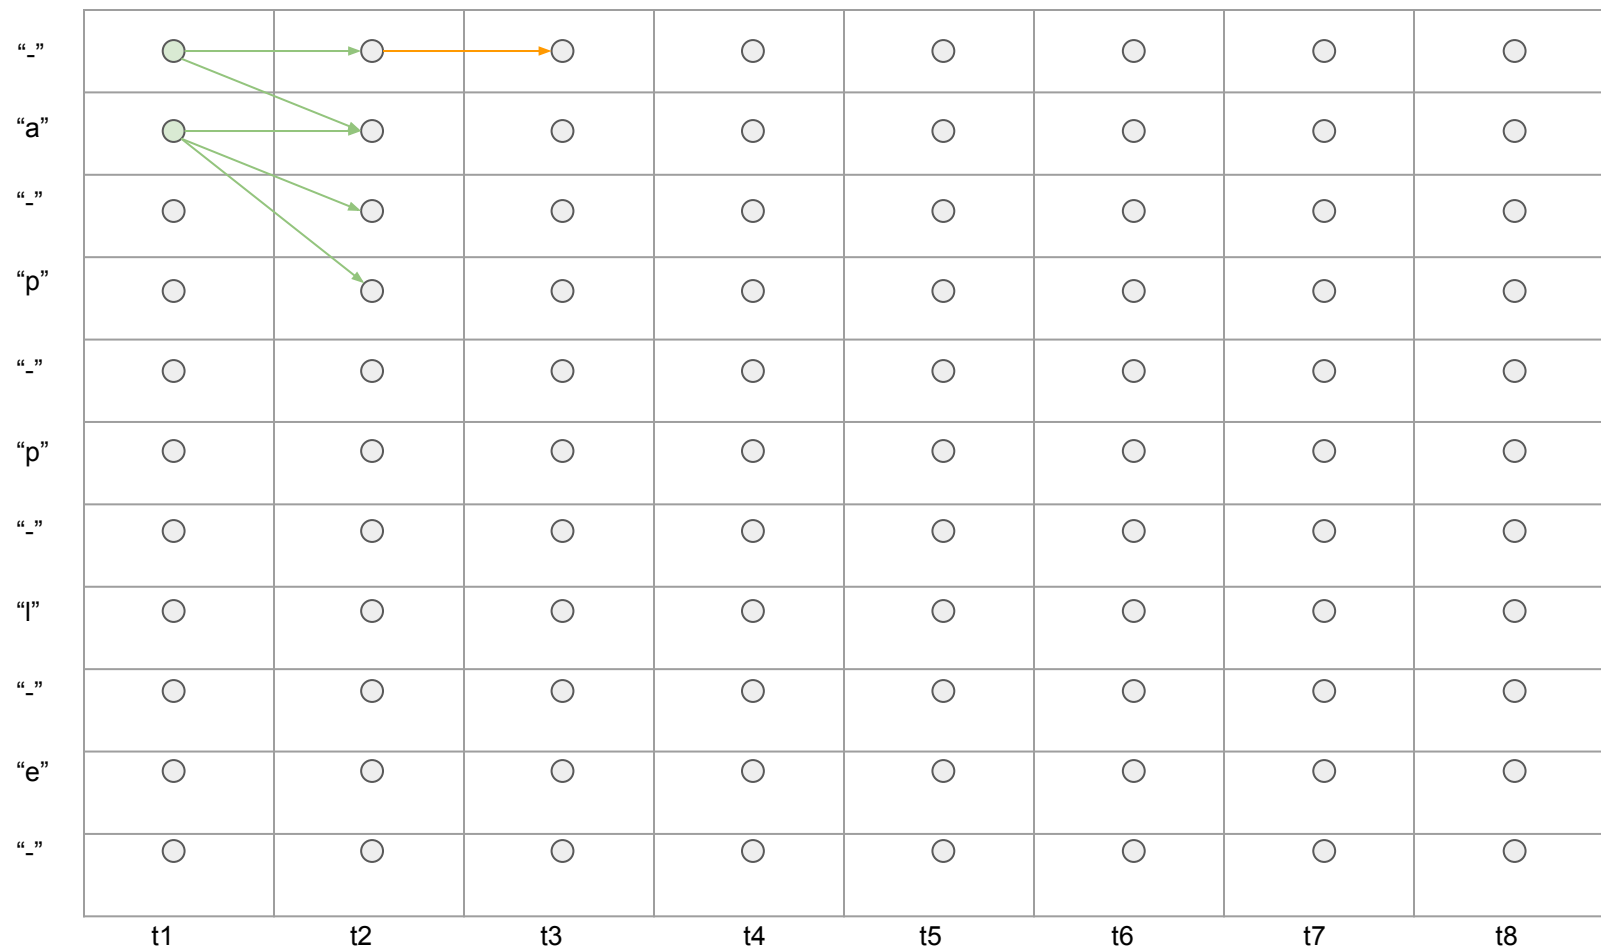 “-”
“a”
“-”
“p”
“-”
“p”
“-”
“l”
“-”
“e”
“-”
t1 t2 t3 t4 t5 t6 t7 t8